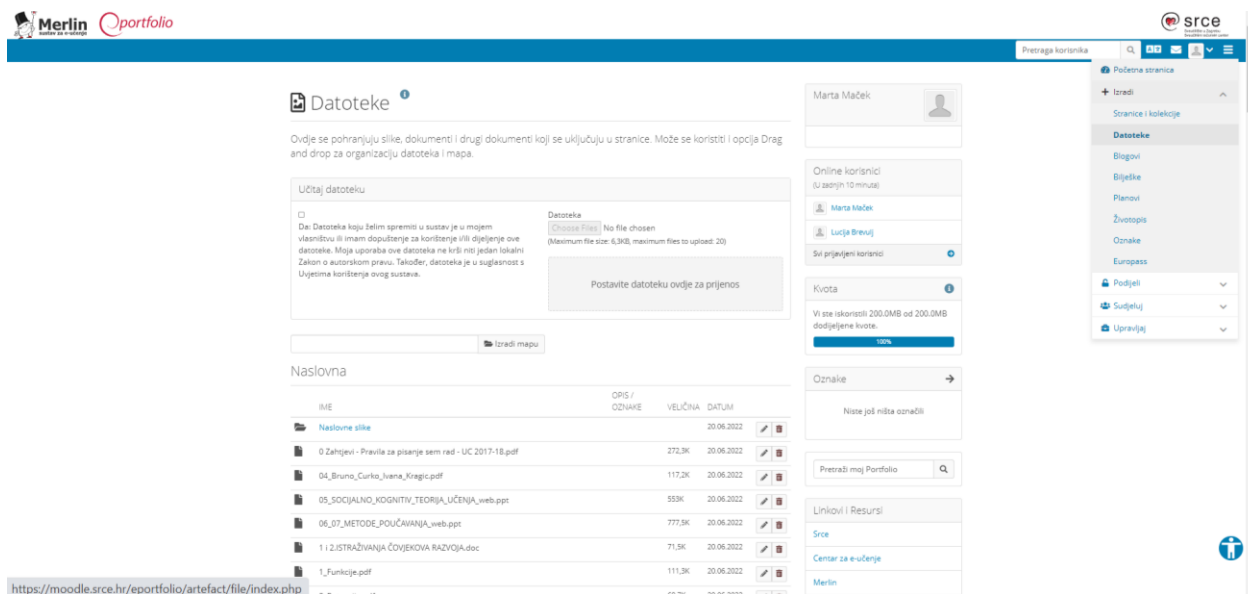 Merlin
sustav za e-učenje
portfolio
srce
Pretraga korisnika
Početna stranica
Izradi
Stranice i kolekcije
Datoteke
Blogovi
Bilješke
Planovi
Životopis
Oznake
Europass
Podijeli
Sudjeluj
Upravljaj
Datoteke
Ovdje se pohranjuju slike, dokumenti i drugi dokumenti koji se uključuju u stranice. Može se koristiti i opcija Drag
and drop za organizaciju datoteka i mapa.
Učitaj datoteku
Da: Datoteka koju želim spremiti u sustav je u mojem
vlasništvu ili imam dopuštenje za korištenje i/ili dijeljenje ove
datoteke. Moja uporaba ove datoteka ne krši niti jedan lokalni
Zakon o autorskom pravu. Također, datoteka je u suglasnost s
Uvjetima korištenja ovog sustava.
Datoteka
Choose Files No file chosen
(Maximum file size: 6,3KB, maximum files to upload: 20)
Postavite datoteku ovdje za prijenos
Izradi mapu
Naslovna
IME OPIS / OZNAKE VELIČINA DATUM
Naslovne slike 20.06.2022
0 Zahtjevi - Pravila za pisanje sem rad - UC 2017-18.pdf 272,3K 20.06.2022
04_Bruno_Curko_Ivana_Kragic.pdf 117,2K 20.06.2022
05_SOCIJALNO_KOGNITIV_TEORIJA_UČENJA_web.ppt 553K 20.06.2022
06_07_METODE_POUČAVANJA_web.ppt 777,5K 20.06.2022
1 i 2.ISTRAŽIVANJA ČOVJEKOVA RAZVOJA.doc 71,5K 20.06.2022
1_Funkcije.pdf 111,3K 20.06.2022
Marta Maček
Online korisnici
(U zadnjih 10 minuta)
Marta Maček
Lucija Brevulj
Svi prijavljeni korisnici
Kvota
Vi ste iskoristili 200.0MB od 200.0MB
dodijeljene kvote.
100%
Oznake
Niste još ništa označili
Pretraži moj Portfolio
Linkovi i Resursi
Srce
Centar za e-učenje
Merlin
https://moodle.srce.hr/eportfolio/artefact/file/index.php